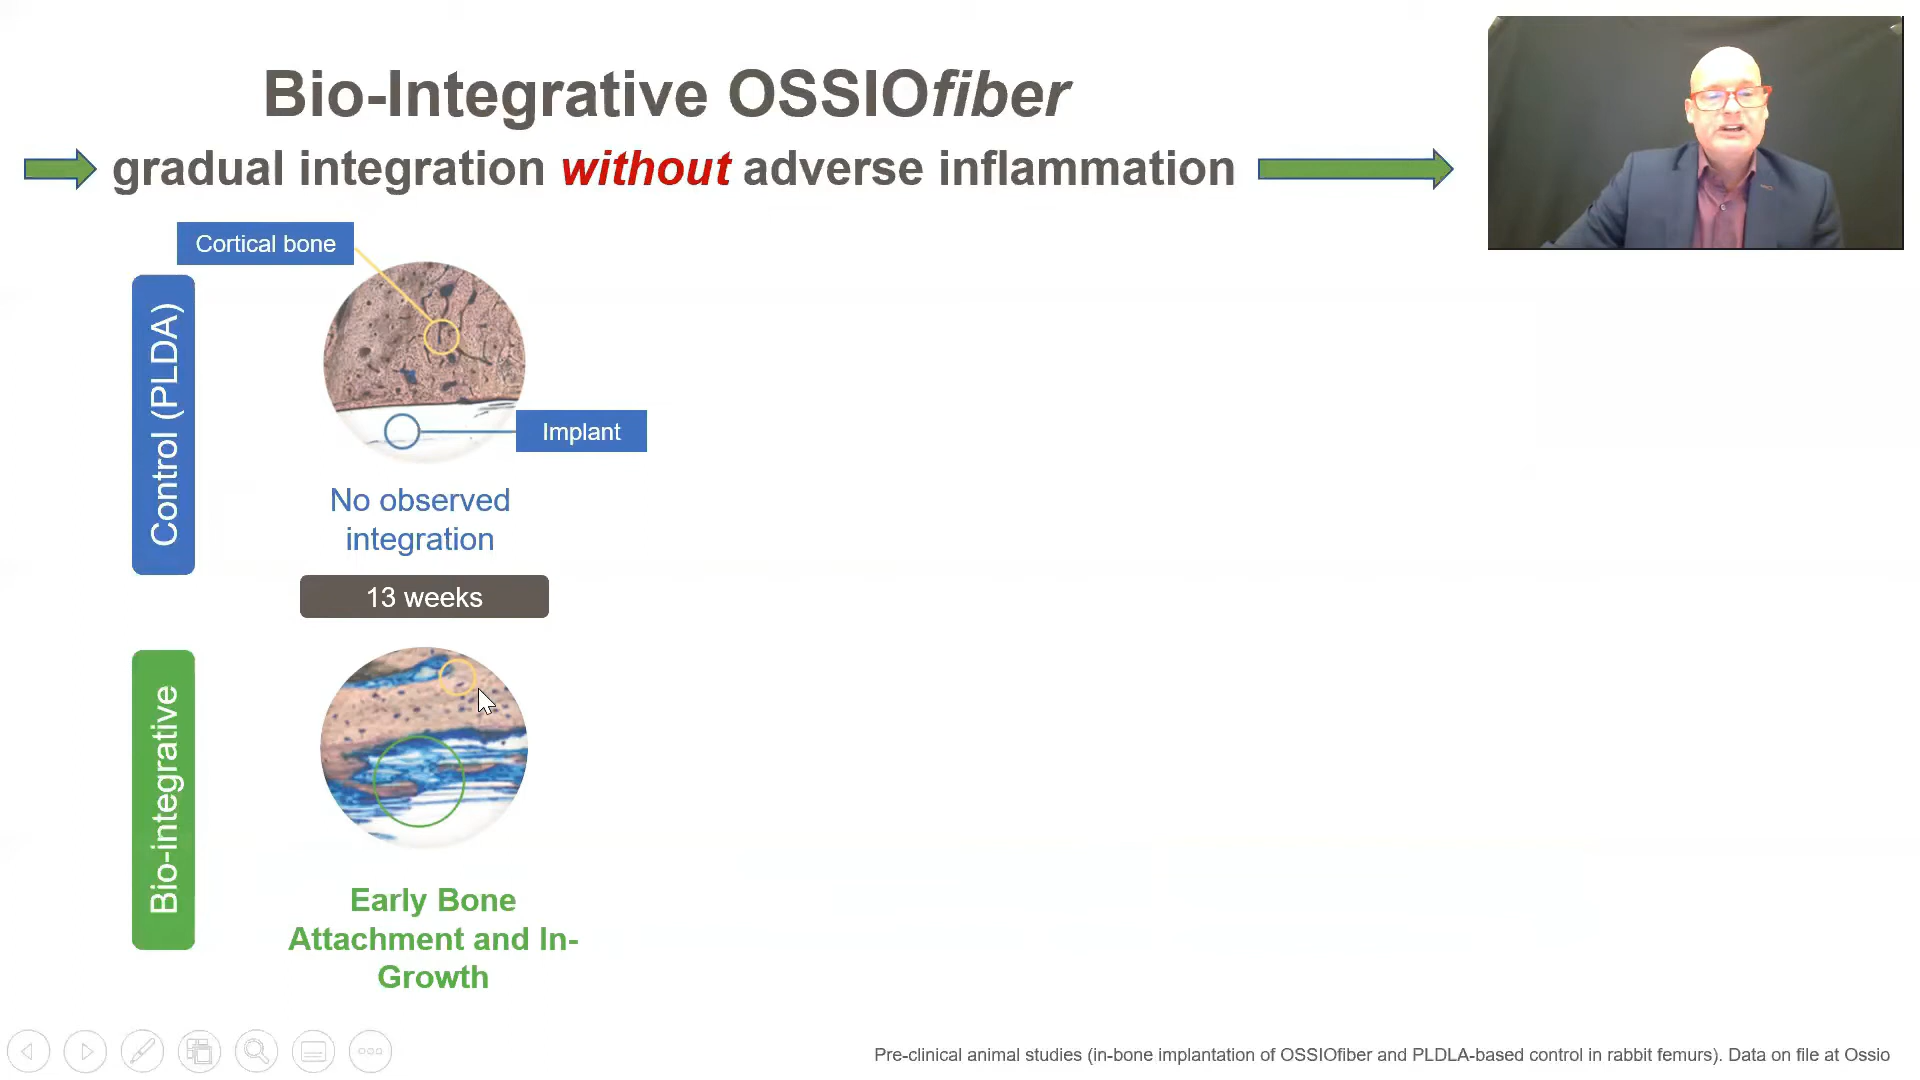 Bio-Integrative OSSIOfiber
gradual integration without adverse inflammation
Cortical bone
Control (PLDA)
Implant
No observed
integration
13 weeks
Bio-integrative
Early Bone
Attachment and In-
Growth
Pre-clinical animal studies (in-bone implantation of OSSIOfiber and PLDLA-based control in rabbit femurs). Data on file at Ossio